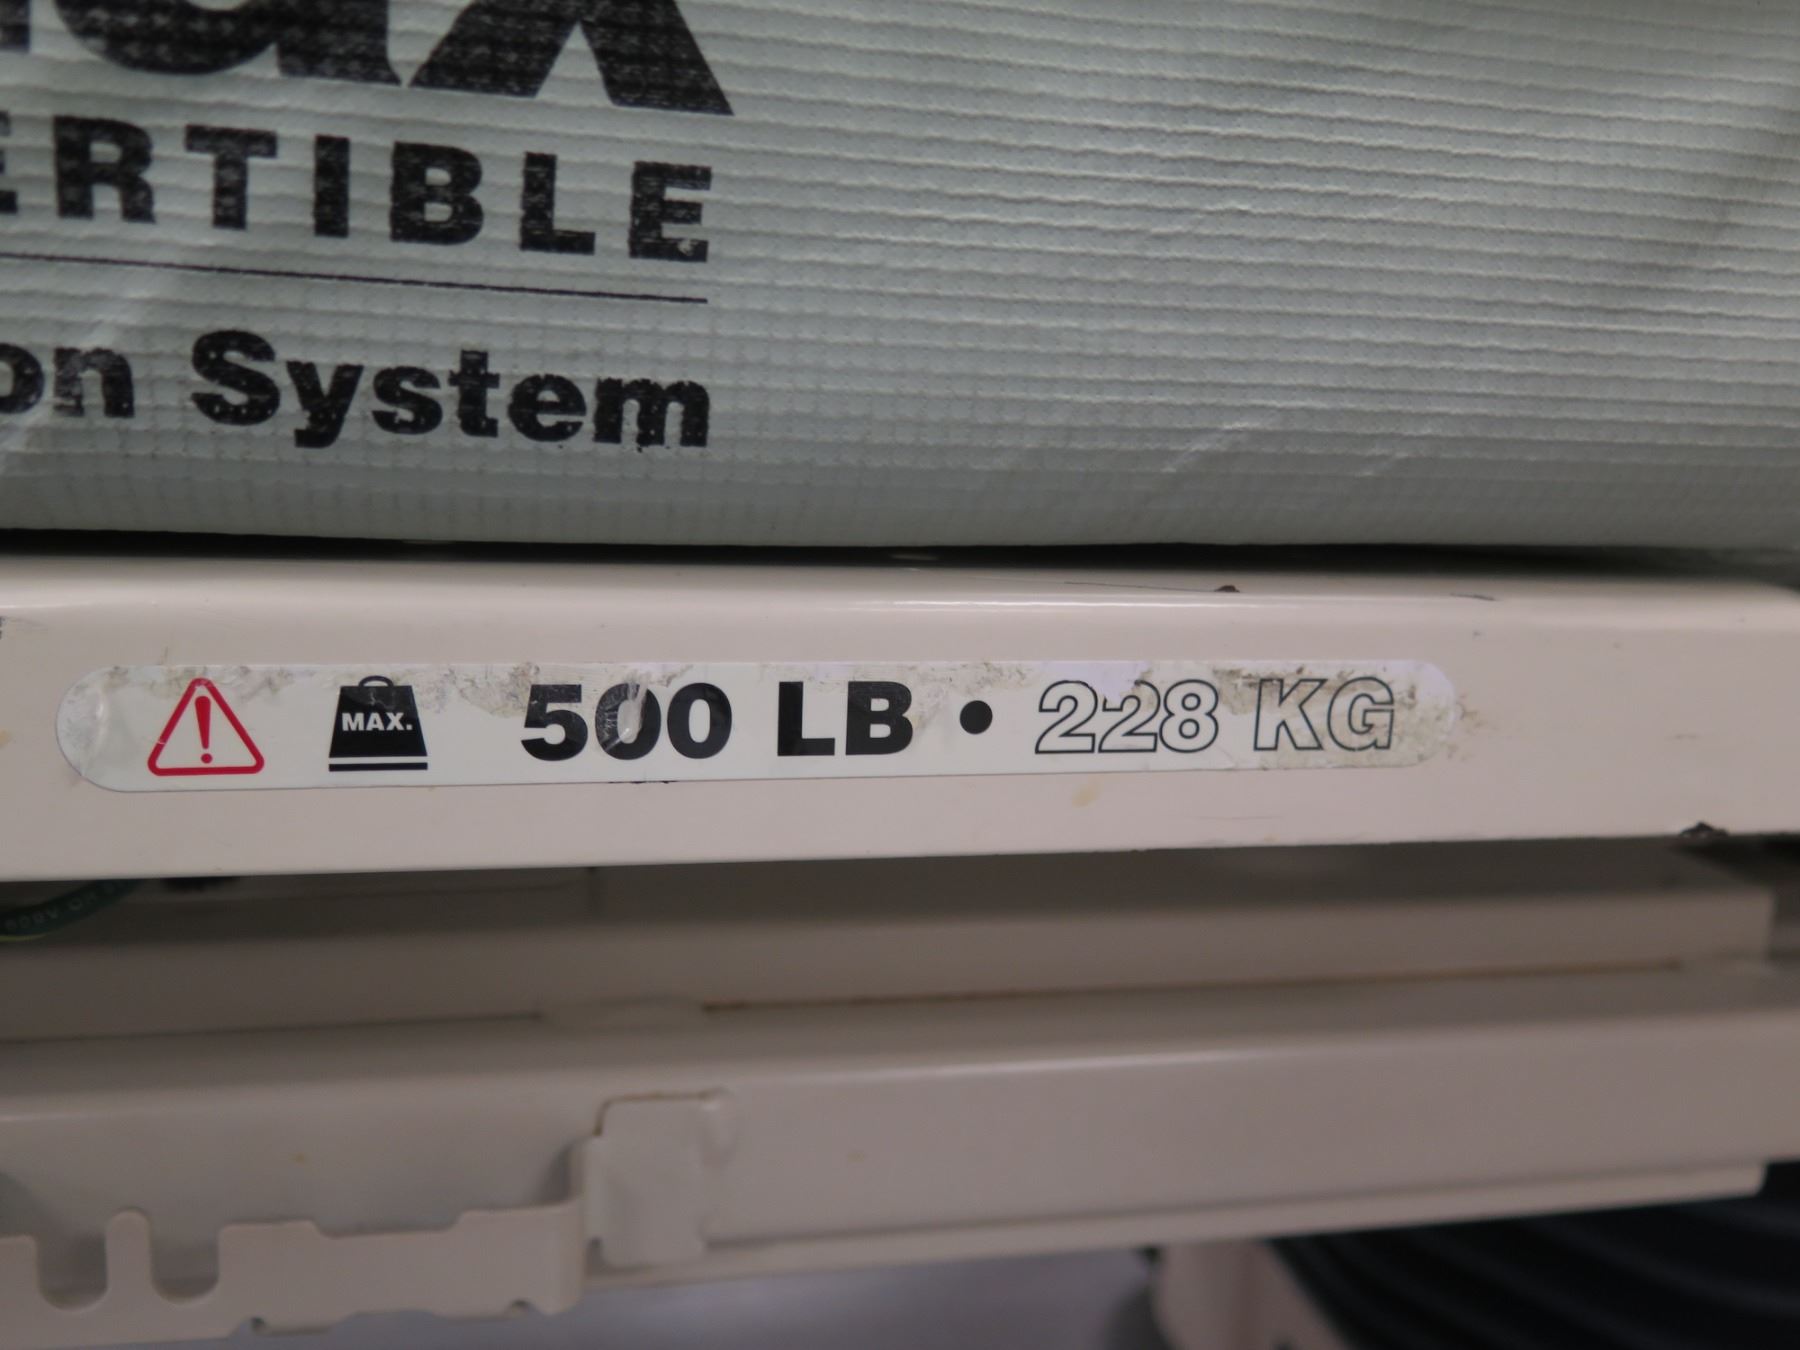 ERTIBLE
on System
MAX. 500 LB • 228 KG